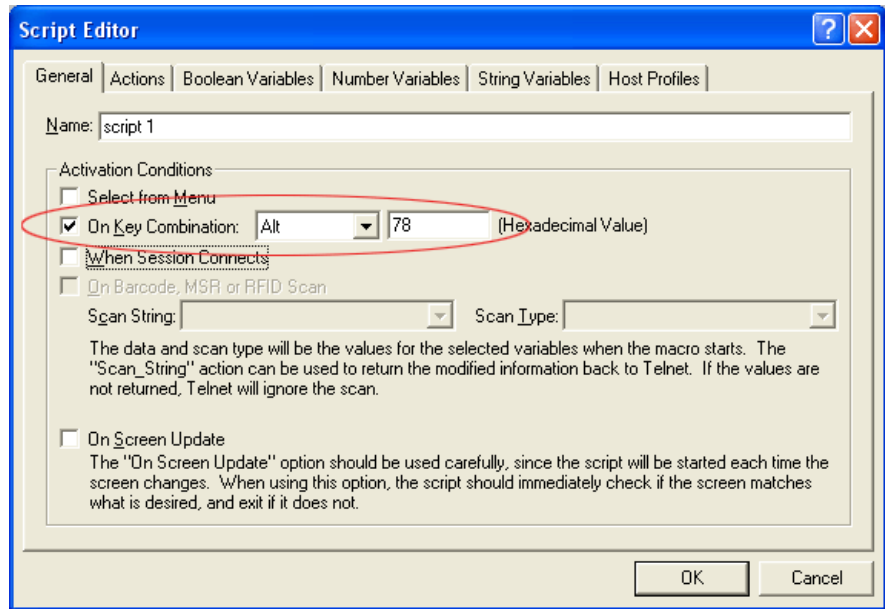 Script Editor
General Actions Boolean Variables Number Variables String Variables Host Profiles
Name: script 1
Activation Conditions
Select from Menu
On Key Combination: Alt 78 (Hexadecimal Value)
When Session Connects
On Barcode, MSR or RFID Scan
Scan String: Scan Type:
The data and scan type will be the values for the selected variables when the macro starts. The
"Scan_String" action can be used to return the modified information back to Telnet. If the values are
not returned, Telnet will ignore the scan.
On Screen Update
The "On Screen Update" option should be used carefully, since the script will be started each time the
screen changes. When using this option, the script should immediately check if the screen matches
what is desired, and exit if it does not.
OK Cancel